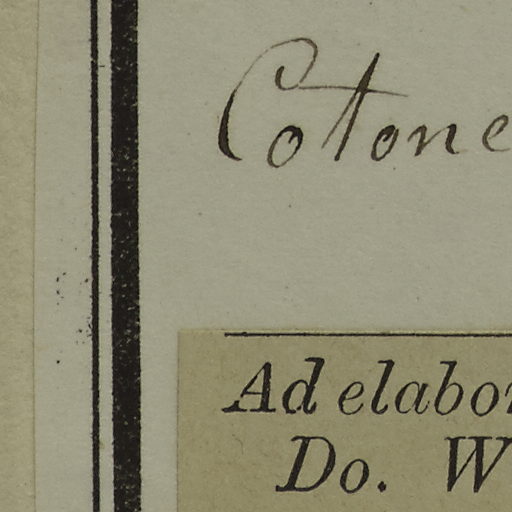 Cotone
Ad elabor
Do. W